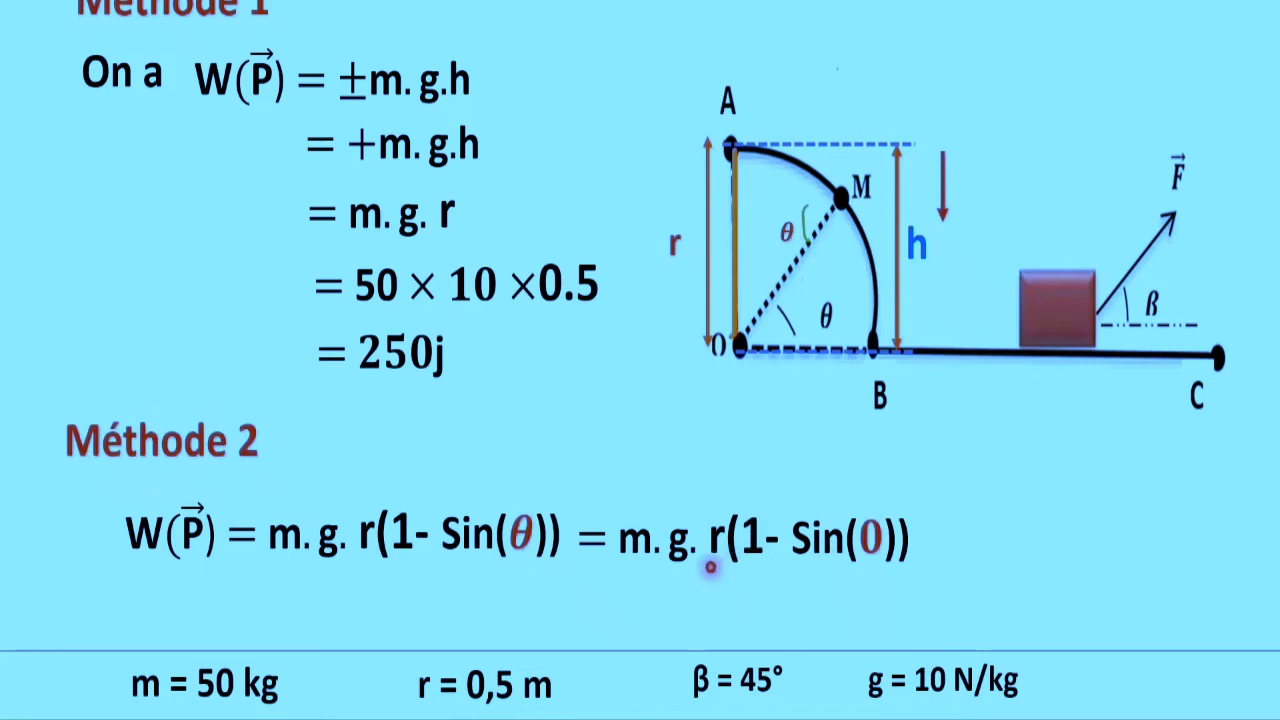 Méthode 1
On a W(P⃗) = ±m. g.h
= +m. g.h
= m. g. r
= 50 × 10 ×0.5
= 250j
A
M
θ
r
h
F⃗
θ
ß
O
B
C
Méthode 2
W(P⃗) = m. g. r(1- Sin(θ)) = m. g. r(1- Sin(0))
m = 50 kg r = 0,5 m β = 45° g = 10 N/kg